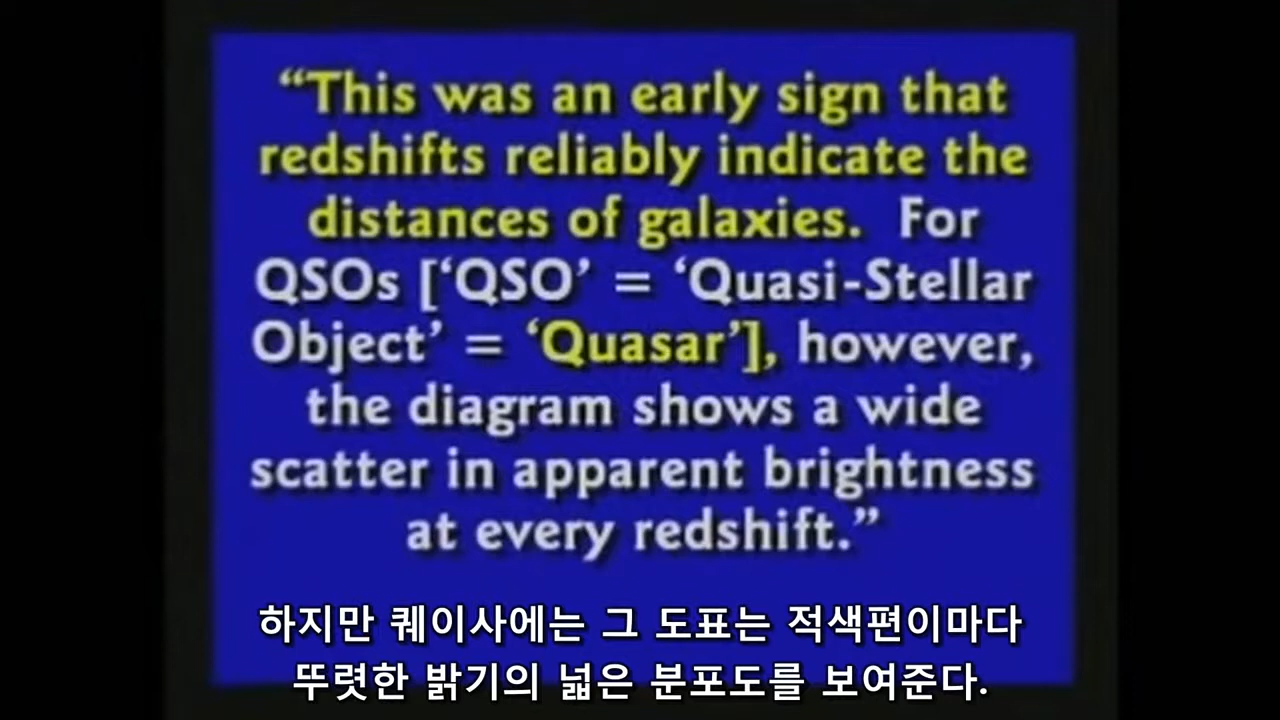 “This was an early sign that
redshifts reliably indicate the
distances of galaxies. For
QSOs [‘QSO’ = ‘Quasi-Stellar
Object’ = ‘Quasar’], however,
the diagram shows a wide
scatter in apparent brightness
at every redshift.”
하지만 퀘이사에는 그 도표는 적색편이마다
뚜렷한 밝기의 넓은 분포도를 보여준다.